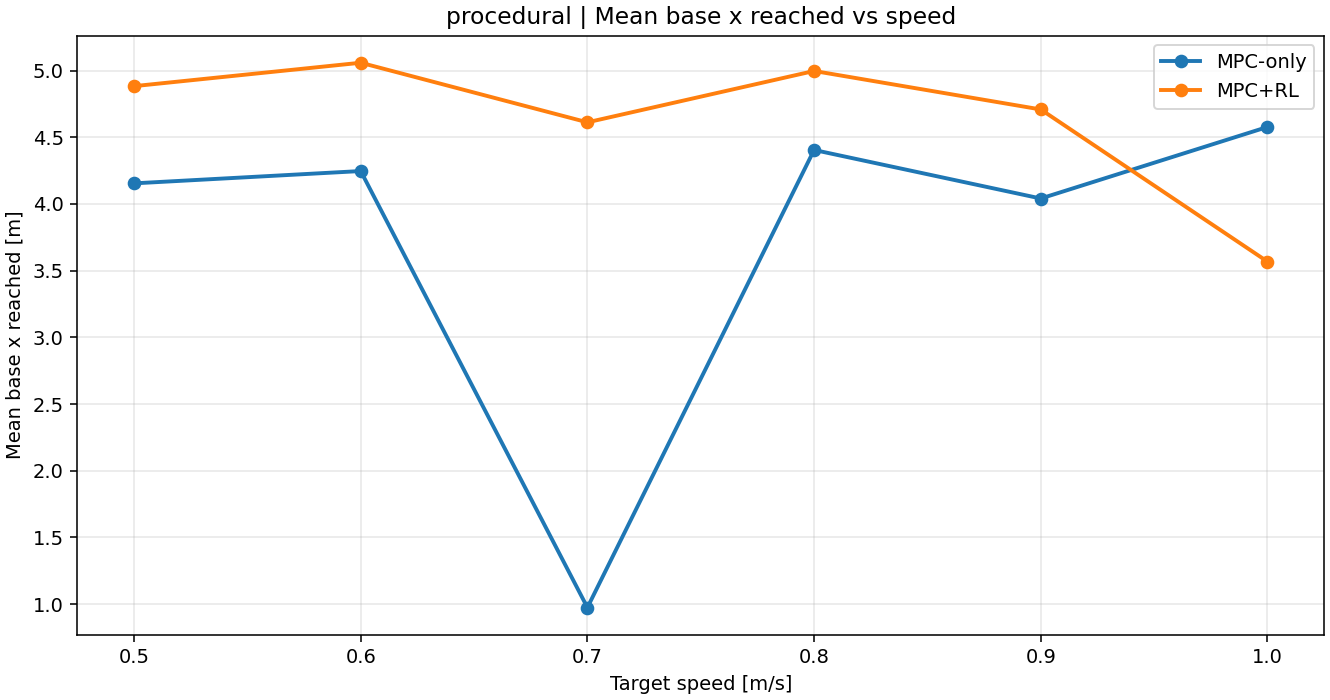 procedural | Mean base x reached vs speed
MPC-only
MPC+RL
5.0
4.5
4.0
3.5
3.0
2.5
2.0
1.5
1.0
Mean base x reached [m]
0.5 0.6 0.7 0.8 0.9 1.0
Target speed [m/s]